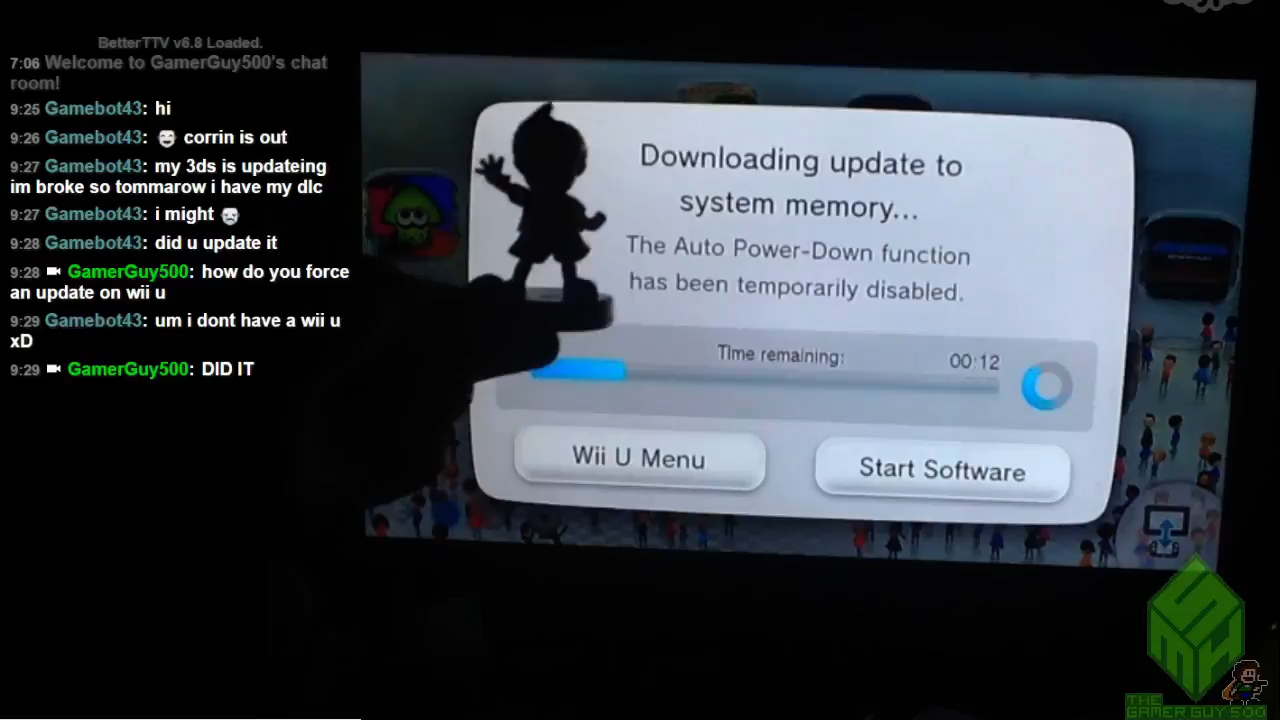 BetterTTV v6.8 Loaded.
7:06 Welcome to GamerGuy500's chat
room!
9:25 Gamebot43: hi
9:26 Gamebot43: corrin is out
9:27 Gamebot43: my 3ds is updateing
im broke so tommarow i have my dlc
9:27 Gamebot43: i might
9:28 Gamebot43: did u update it
9:28 GamerGuy500: how do you force
an update on wii u
9:29 Gamebot43: um i dont have a wii u
xD
9:29 GamerGuy500: DID IT
Downloading update to
system memory...
The Auto Power-Down function
has been temporarily disabled.
Time remaining: 00:12
Wii U Menu
Start Software
THE
GAMER GUY 500